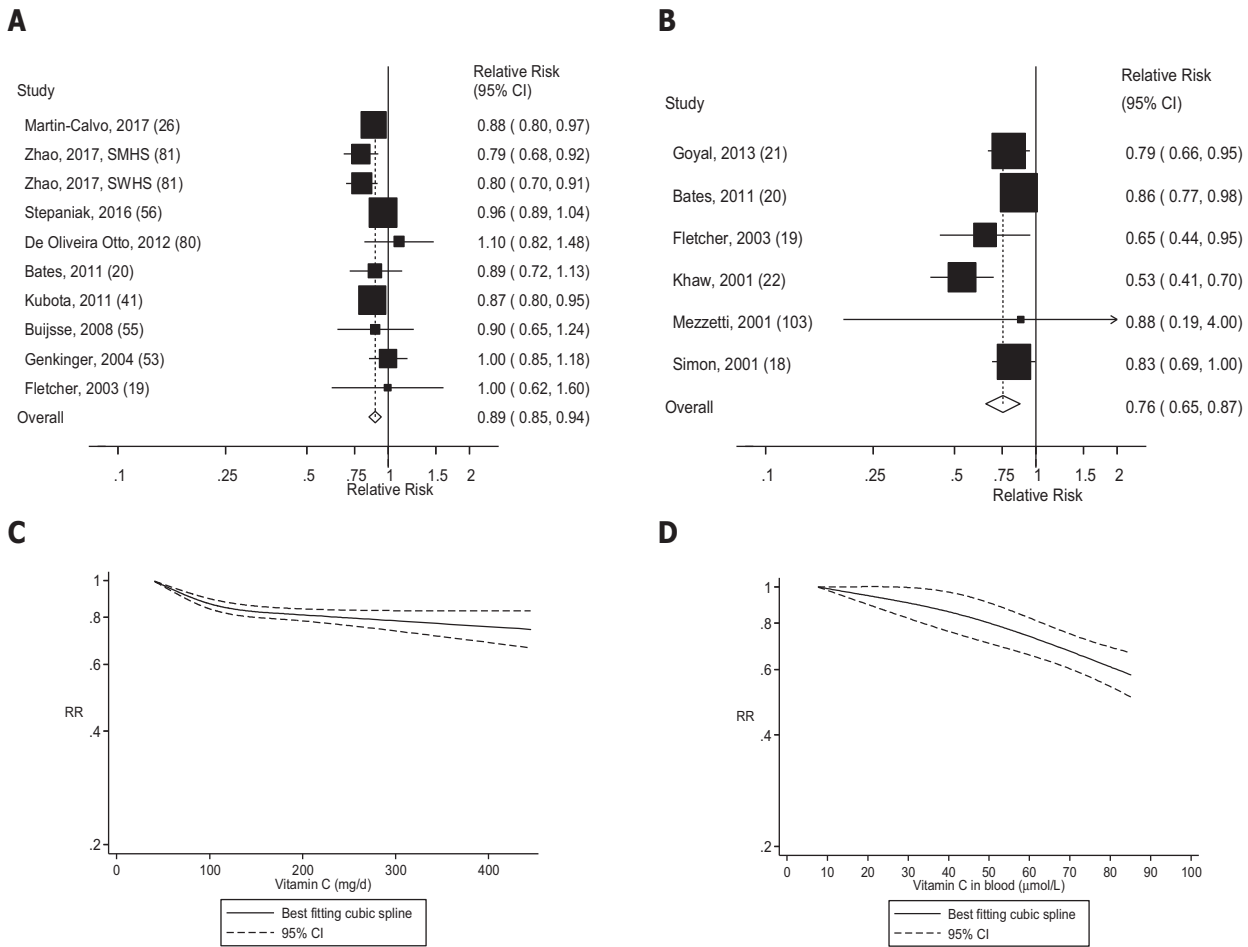 A
Relative Risk
(95% CI)
Study
Martin-Calvo, 2017 (26) 0.88 ( 0.80, 0.97)
Zhao, 2017, SMHS (81) 0.79 ( 0.68, 0.92)
Zhao, 2017, SWHS (81) 0.80 ( 0.70, 0.91)
Stepaniak, 2016 (56) 0.96 ( 0.89, 1.04)
De Oliveira Otto, 2012 (80) 1.10 ( 0.82, 1.48)
Bates, 2011 (20) 0.89 ( 0.72, 1.13)
Kubota, 2011 (41) 0.87 ( 0.80, 0.95)
Buijsse, 2008 (55) 0.90 ( 0.65, 1.24)
Genkinger, 2004 (53) 1.00 ( 0.85, 1.18)
Fletcher, 2003 (19) 1.00 ( 0.62, 1.60)
Overall 0.89 ( 0.85, 0.94)
.1 .25 .5 .75 1 1.5 2
Relative Risk
B
Relative Risk
(95% CI)
Study
Goyal, 2013 (21) 0.79 ( 0.66, 0.95)
Bates, 2011 (20) 0.86 ( 0.77, 0.98)
Fletcher, 2003 (19) 0.65 ( 0.44, 0.95)
Khaw, 2001 (22) 0.53 ( 0.41, 0.70)
Mezzetti, 2001 (103) 0.88 ( 0.19, 4.00)
Simon, 2001 (18) 0.83 ( 0.69, 1.00)
Overall 0.76 ( 0.65, 0.87)
.1 .25 .5 .75 1 1.5 2
Relative Risk
C
1
.8
.6
RR
.4
.2
0 100 200 300 400
Vitamin C (mg/d)
Best fitting cubic spline
95% CI
D
1
.8
.6
RR
.4
.2
0 10 20 30 40 50 60 70 80 90 100
Vitamin C in blood (μmol/L)
Best fitting cubic spline
95% CI